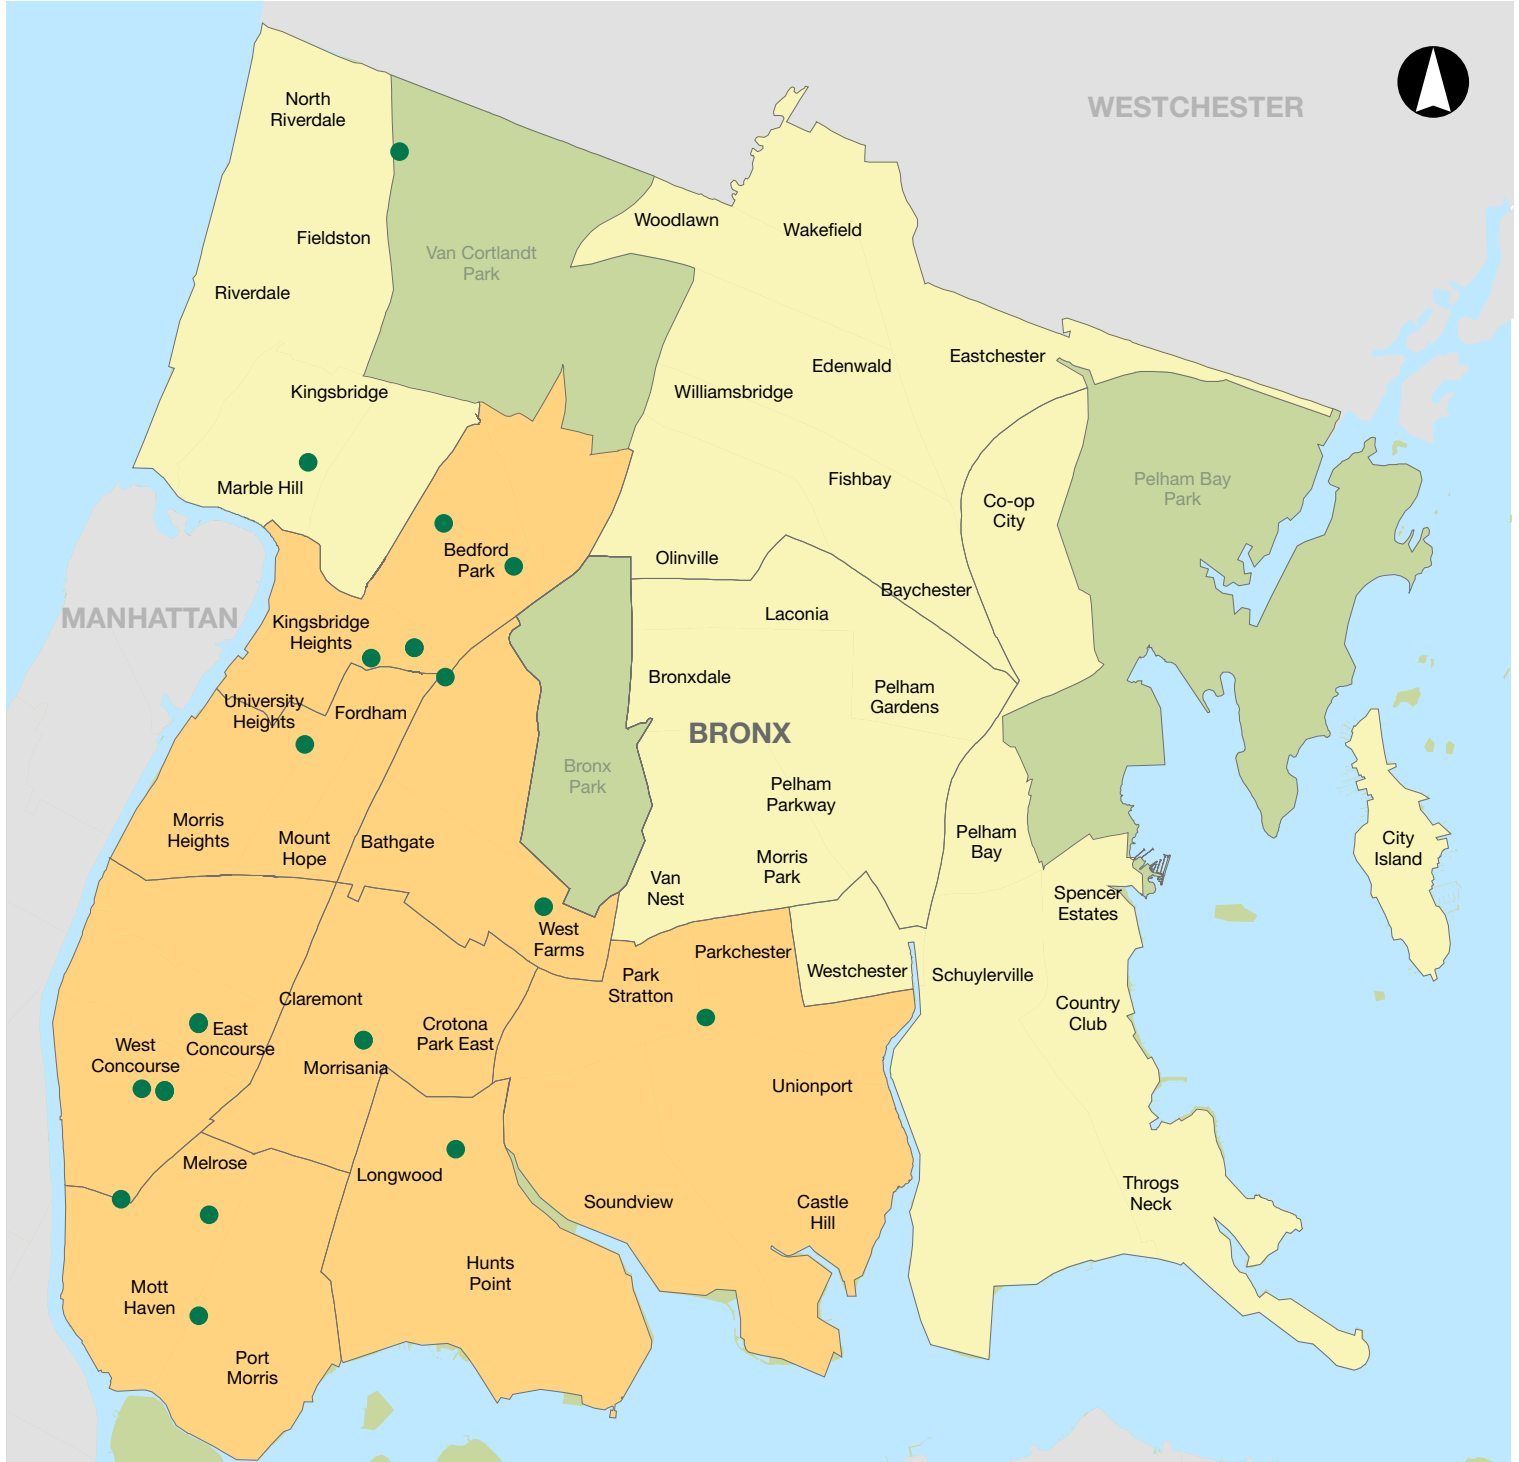 WESTCHESTER
North
Riverdale
Woodlawn
Wakefield
Fieldston
Van Cortlandt
Park
Riverdale
Edenwald
Eastchester
Kingsbridge
Williamsbridge
Marble Hill
Fishbay
Co-op
City
Pelham Bay
Park
Bedford
Park
Olinville
Baychester
MANHATTAN
Kingsbridge
Heights
Laconia
Bronxdale
Pelham
Gardens
University
Heights
Fordham
BRONX
Bronx
Park
Pelham
Parkway
Morris
Heights
Mount
Hope
Bathgate
Pelham
Bay
City
Island
Morris
Park
Van
Nest
Spencer
Estates
West
Farms
Parkchester
Park
Stratton
Westchester
Schuylerville
Claremont
Country
Club
Crotona
Park East
East
Concourse
West
Concourse
Morrisania
Unionport
Melrose
Longwood
Soundview
Castle
Hill
Throgs
Neck
Hunts
Point
Mott
Haven
Port
Morris